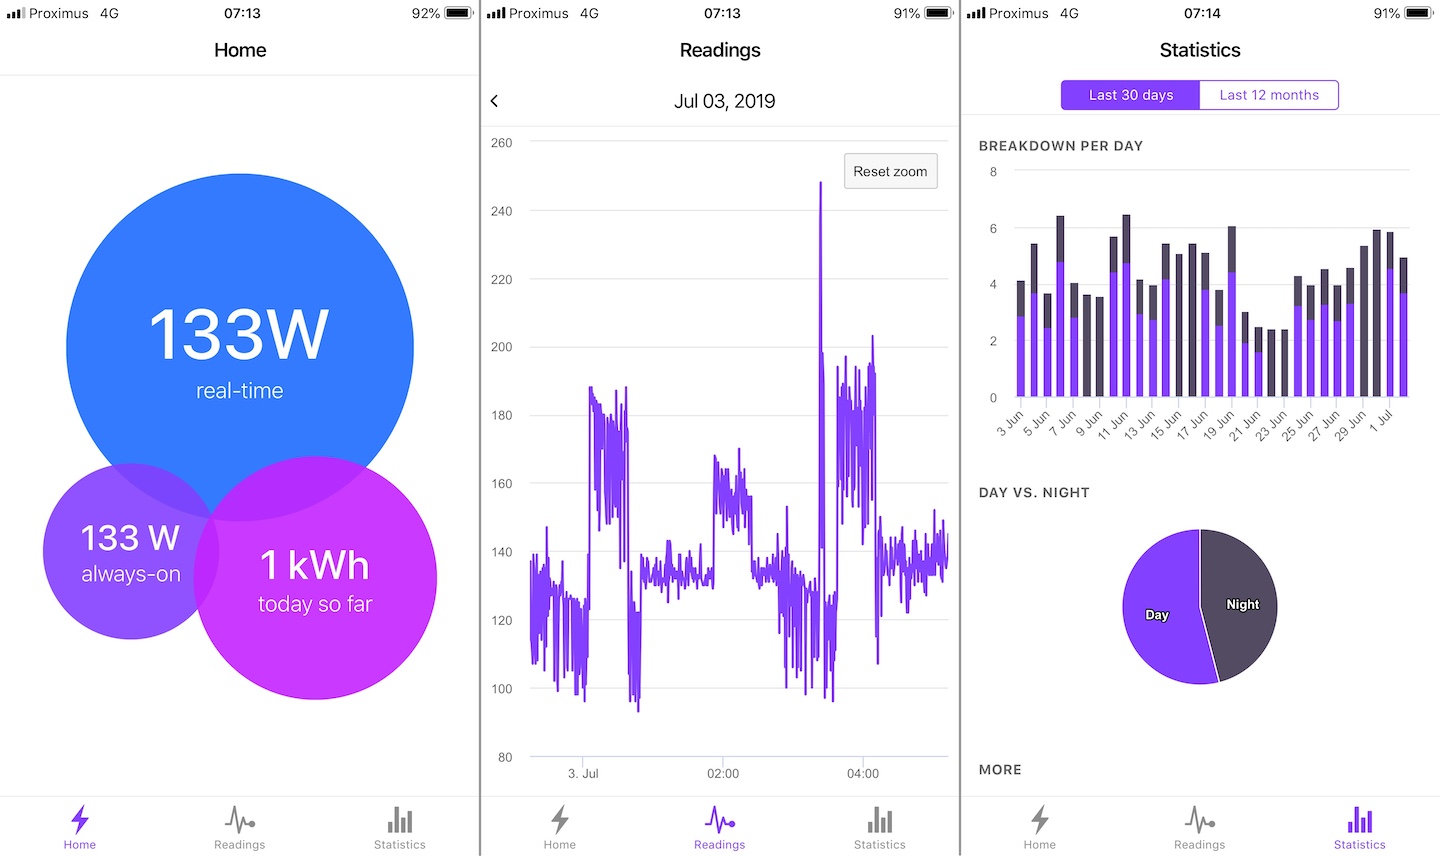 Proximus 4G 07:13 92%
Home
133W
real-time
133 W
always-on
1 kWh
today so far
Home Readings Statistics
Proximus 4G 07:13 91%
Readings
Jul 03, 2019
Reset zoom
260
240
220
200
180
160
140
120
100
80
3. Jul 02:00 04:00
Home Readings Statistics
Proximus 4G 07:14 91%
Statistics
Last 30 days Last 12 months
BREAKDOWN PER DAY
8
6
4
2
0
3 Jun 5 Jun 7 Jun 9 Jun 11 Jun 13 Jun 15 Jun 17 Jun 19 Jun 21 Jun 23 Jun 25 Jun 27 Jun 29 Jun 1 Jul
DAY VS. NIGHT
Day Night
MORE
Home Readings Statistics